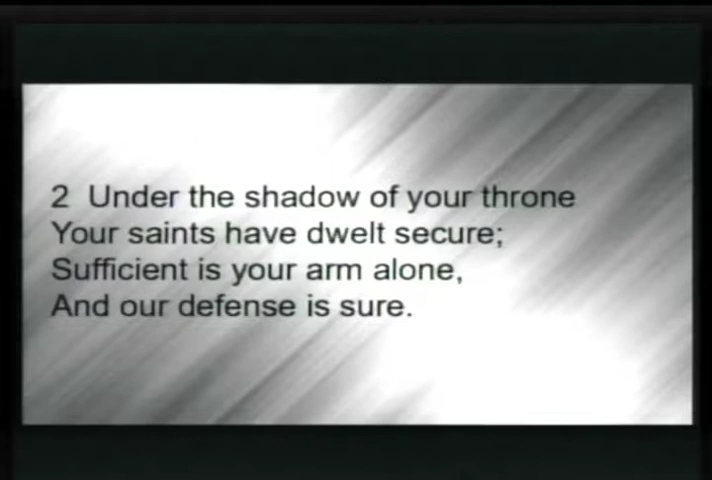 2 Under the shadow of your throne
Your saints have dwelt secure;
Sufficient is your arm alone,
And our defense is sure.